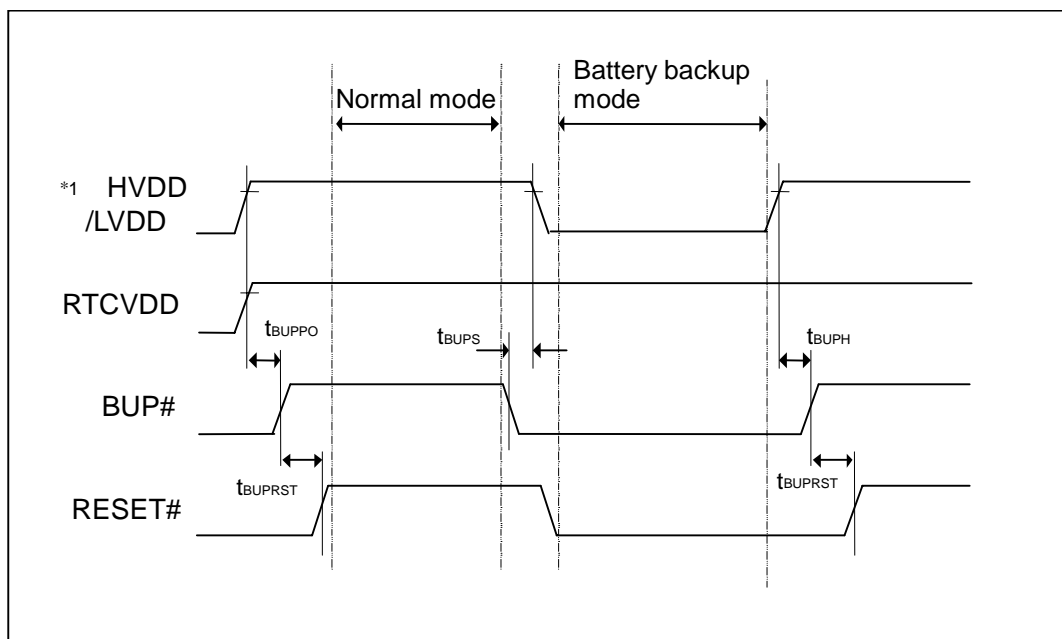 Normal mode
Battery backup
mode
*1 HVDD
/LVDD
RTCVDD
tBUPPO
tBUPS
tBUPH
BUP#
tBUPRST
tBUPRST
RESET#